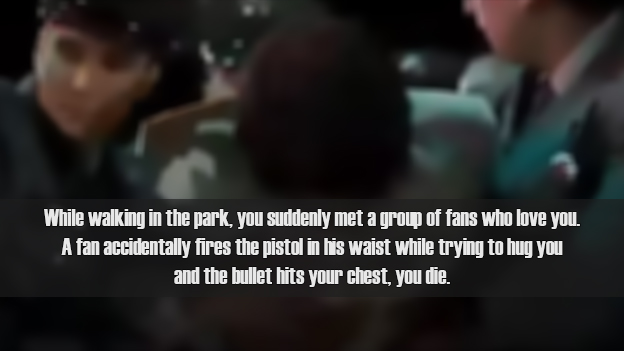 While walking in the park, you suddenly met a group of fans who love you.
A fan accidentally fires the pistol in his waist while trying to hug you
and the bullet hits your chest, you die.